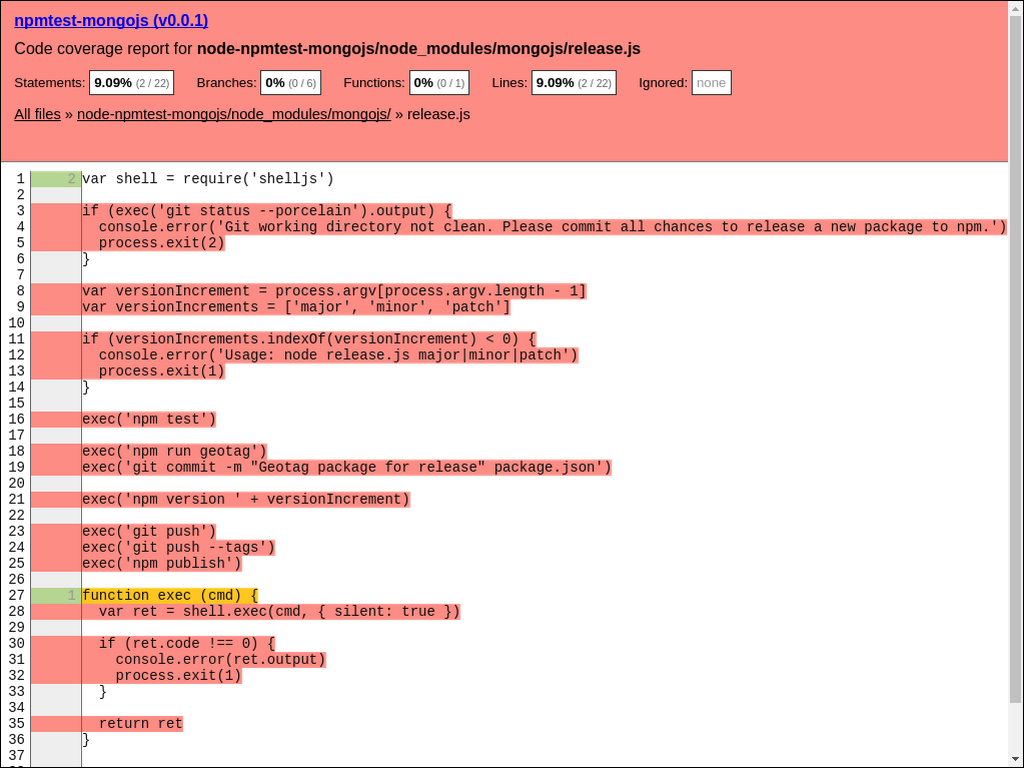 npmtest-mongojs (v0.0.1)
Code coverage report for node-npmtest-mongojs/node_modules/mongojs/release.js
Statements: 9.09% (2 / 22) Branches: 0% (0 / 6) Functions: 0% (0 / 1) Lines: 9.09% (2 / 22) Ignored: none
All files » node-npmtest-mongojs/node_modules/mongojs/ » release.js
1 2 var shell = require('shelljs')
2
3 if (exec('git status --porcelain').output) {
4   console.error('Git working directory not clean. Please commit all chances to release a new package to npm.')
5   process.exit(2)
6 }
7
8 var versionIncrement = process.argv[process.argv.length - 1]
9 var versionIncrements = ['major', 'minor', 'patch']
10
11 if (versionIncrements.indexOf(versionIncrement) < 0) {
12   console.error('Usage: node release.js major|minor|patch')
13   process.exit(1)
14 }
15
16 exec('npm test')
17
18 exec('npm run geotag')
19 exec('git commit -m "Geotag package for release" package.json')
20
21 exec('npm version ' + versionIncrement)
22
23 exec('git push')
24 exec('git push --tags')
25 exec('npm publish')
26
27 1 function exec (cmd) {
28   var ret = shell.exec(cmd, { silent: true })
29
30   if (ret.code !== 0) {
31     console.error(ret.output)
32     process.exit(1)
33   }
34
35   return ret
36 }
37